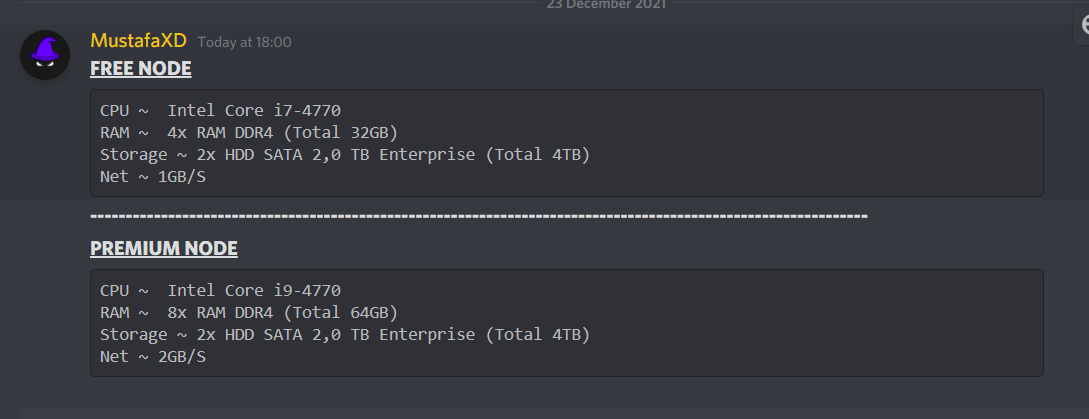 23 December 2021
MustafaXD Today at 18:00
FREE NODE
CPU ~  Intel Core i7-4770
RAM ~  4x RAM DDR4 (Total 32GB)
Storage ~ 2x HDD SATA 2,0 TB Enterprise (Total 4TB)
Net ~ 1GB/S
--------------------------------------------------------------------------------------------------------------
PREMIUM NODE
CPU ~  Intel Core i9-4770
RAM ~  8x RAM DDR4 (Total 64GB)
Storage ~ 2x HDD SATA 2,0 TB Enterprise (Total 4TB)
Net ~ 2GB/S